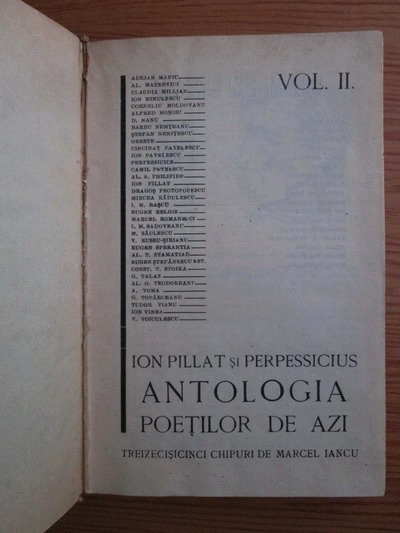 ADRIAN MANIU
AL. MATEEVICI
CLAUDIA MILLIAN
ION MINULESCU
CORNELIU MOLDOVANU
ALFRED MOȘOIU
D. NANU
BARBU NEMȚEANU
ȘTEFAN NENIȚESCU
ORESTE
CINCINAT PAVELESCU
ION PAVELESCU
PERPESSICIUS
CAMIL PETRESCU
AL. A. PHILIPPIDE
ION PILLAT
DRAGOȘ PROTOPOPESCU
MIRCEA RĂDULESCU
I. M. RAȘCU
EUGEN RELGIS
MARCEL ROMANESCU
I. M. SADOVEANU
M. SĂULESCU
V. RUSSU-ȘIRIANU
EUGEN SPERANTIA
AL. T. STAMATIAD
EUGEN ȘTEFĂNESCU EST
CONST. T. STOIKA
G. TALAZ
AL. O. TEODOREANU
A. TOMA
G. TOPÂRCEANU
TUDOR VIANU
ION VINEA
V. VOICULESCU
VOL. II.
ION PILLAT ȘI PERPESSICIUS
ANTOLOGIA
POEȚILOR DE AZI
TREIZECIȘICINCI CHIPURI DE MARCEL IANCU